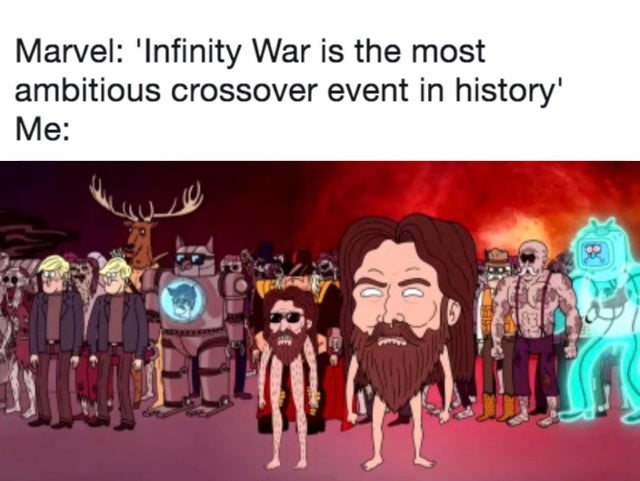 Marvel: 'Infinity War is the most
ambitious crossover event in history'
Me: